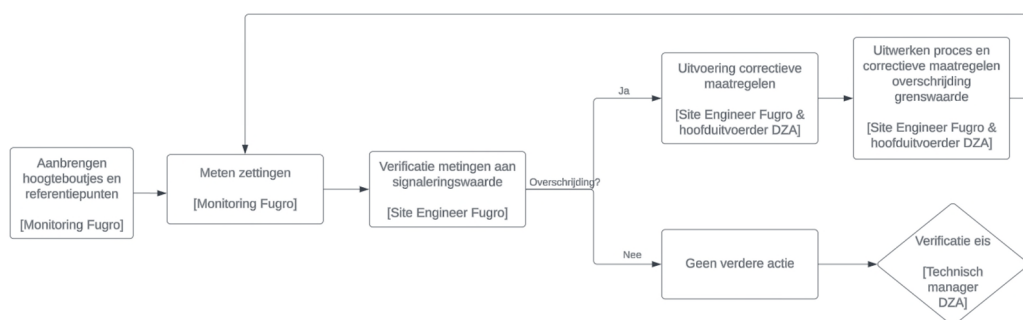 Aanbrengen
hoogteboutjes en
referentiepunten
[Monitoring Fugro]
Meten zettingen
[Monitoring Fugro]
Verificatie metingen aan
signaleringswaarde
[Site Engineer Fugro]
Overschrijding?
Ja
Uitvoering correctieve
maatregelen
[Site Engineer Fugro &
hoofduitvoerder DZA]
Uitwerken proces en
correctieve maatregelen
overschrijding
grenswaarde
[Site Engineer Fugro &
hoofduitvoerder DZA]
Nee
Geen verdere actie
Verificatie eis
[Technisch
manager
DZA]